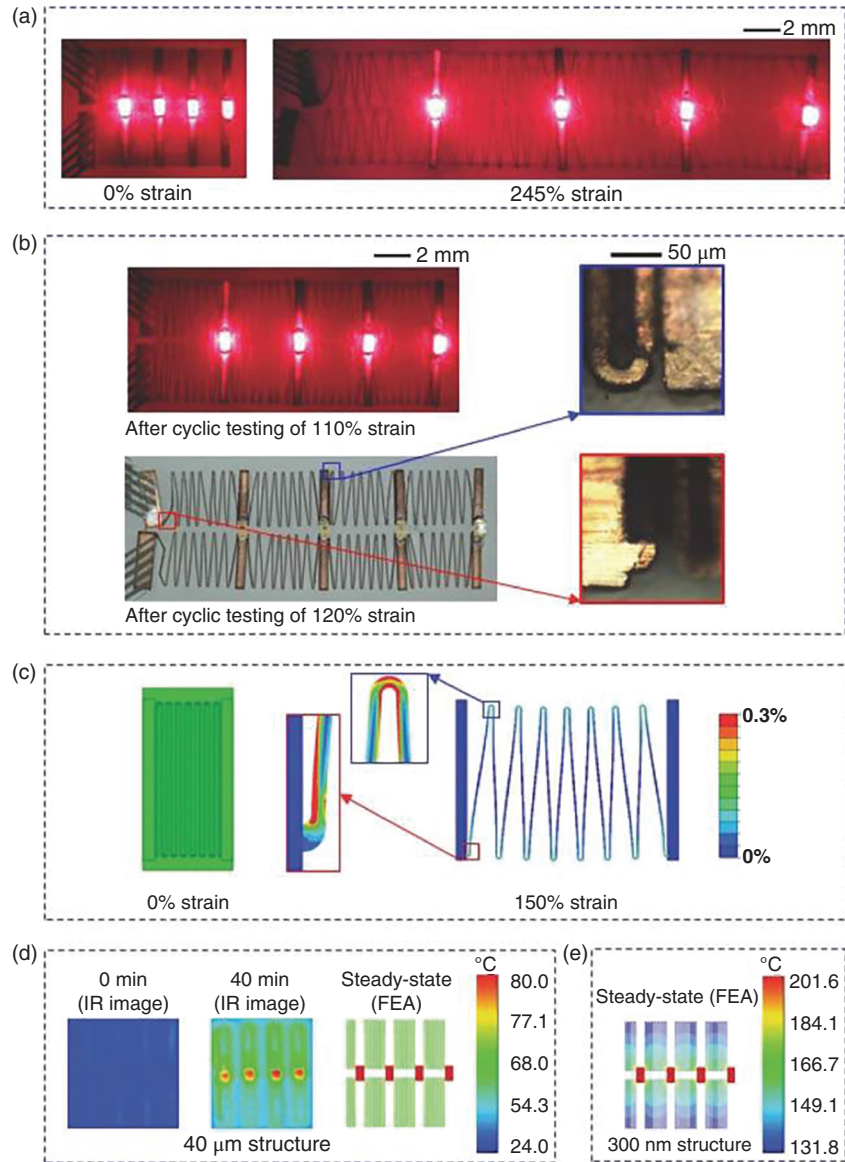 (a)
2 mm
0% strain
245% strain
(b)
2 mm
50 μm
After cyclic testing of 110% strain
After cyclic testing of 120% strain
(c)
0.3%
0%
0% strain
150% strain
(d)
0 min
(IR image)
40 min
(IR image)
Steady-state
(FEA)
°C
80.0
77.1
68.0
54.3
24.0
40 μm structure
(e)
°C
Steady-state (FEA)
201.6
184.1
166.7
149.1
131.8
300 nm structure